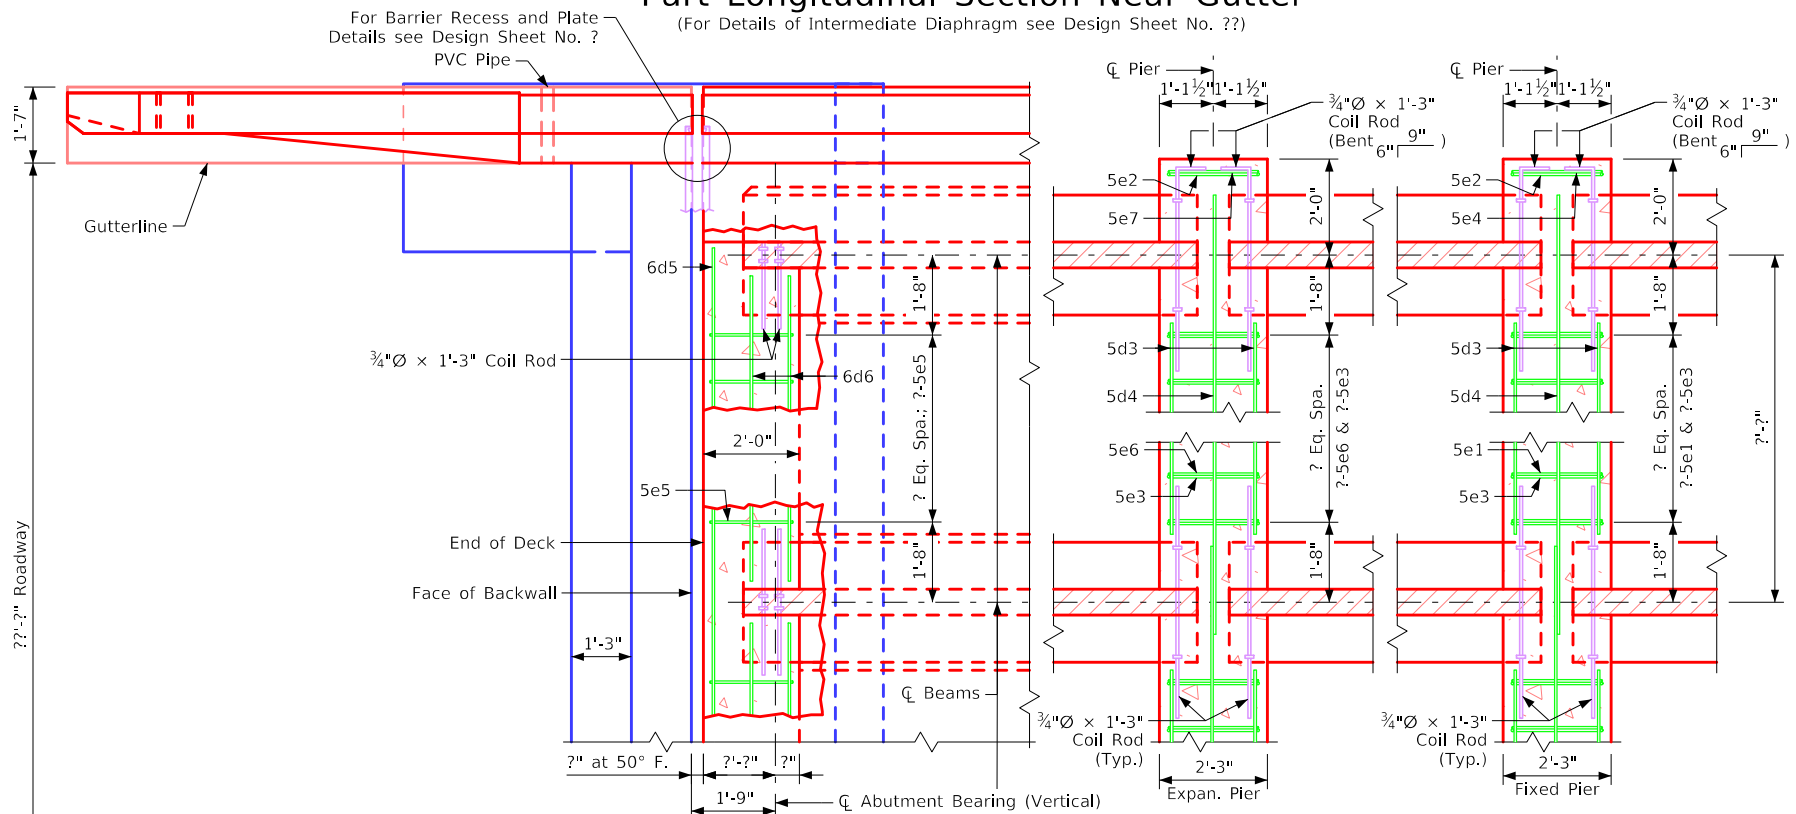 Part Longitudinal Section Near Gutter
(For Details of Intermediate Diaphragm see Design Sheet No. ??)
For Barrier Recess and Plate
Details see Design Sheet No. ?
PVC Pipe
1'-7"
Gutterline
??'-?" Roadway
6d5
¾"Ø × 1'-3" Coil Rod
6d6
2'-0"
5e5
End of Deck
Face of Backwall
1'-3"
1'-8"
? Eq. Spa.; ?-5e5
1'-8"
℄ Beams
?" at 50° F.
?'-?"
?"
1'-9"
℄ Abutment Bearing (Vertical)
℄ Pier
1'-1½"
1'-1½"
¾"Ø × 1'-3"
Coil Rod
(Bent 6" 9" )
5e2
5e7
2'-0"
1'-8"
5d3
5d4
? Eq. Spa.
?-5e6 & ?-5e3
5e6
5e3
1'-8"
¾"Ø × 1'-3"
Coil Rod
(Typ.)
2'-3"
Expan. Pier
℄ Pier
1'-1½"
1'-1½"
¾"Ø × 1'-3"
Coil Rod
(Bent 6" 9" )
5e2
5e4
2'-0"
1'-8"
5d3
5d4
? Eq. Spa.
?-5e1 & ?-5e3
?'-?"
5e1
5e3
1'-8"
¾"Ø × 1'-3"
Coil Rod
(Typ.)
2'-3"
Fixed Pier